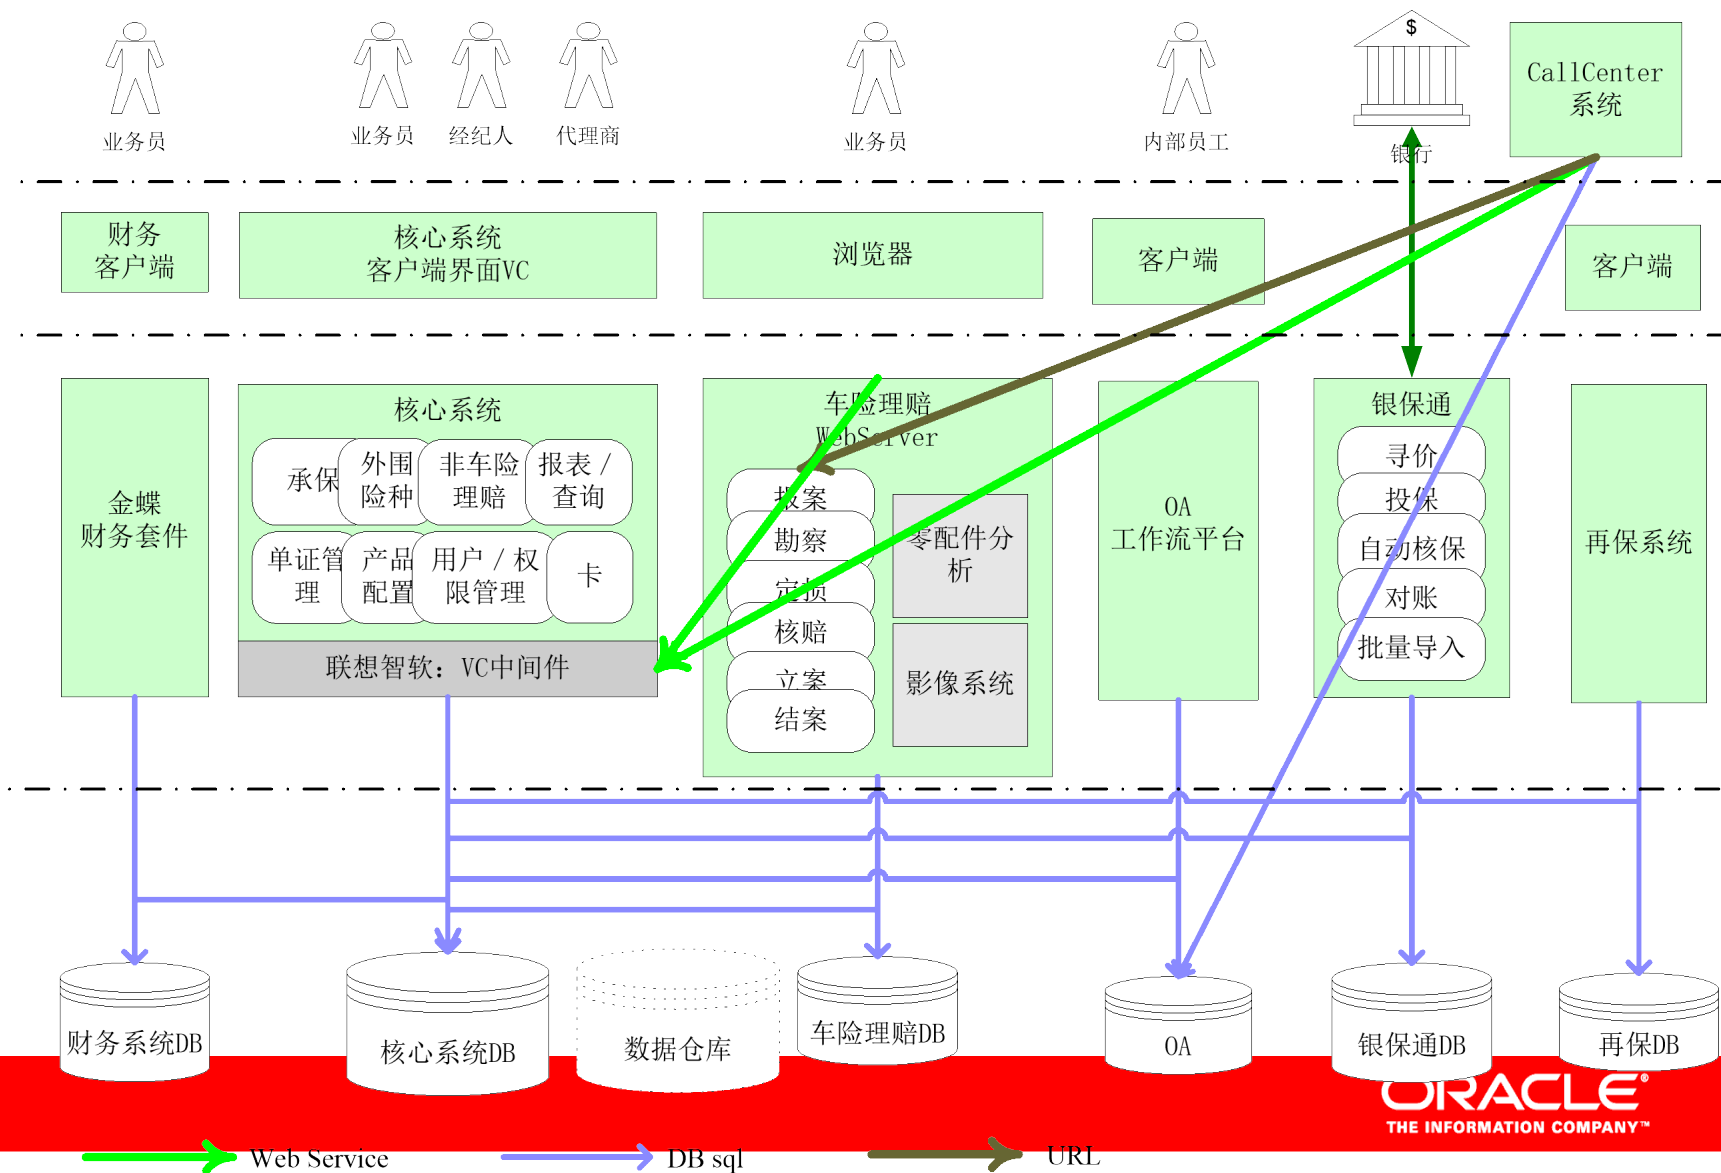 $
CallCenter
系统
业务员
业务员
经纪人
代理商
业务员
内部员工
银行
财务
客户端
核心系统
客户端界面VC
浏览器
客户端
客户端
金蝶
财务套件
核心系统
承保
外围
险种
非车险
理赔
报表／
查询
单证管
理
产品
配置
用户／权
限管理
卡
联想智软：VC中间件
车险理赔
WebServer
报案
勘察
定损
核赔
立案
结案
零配件分
析
影像系统
OA
工作流平台
银保通
寻价
投保
自动核保
对账
批量导入
再保系统
财务系统DB
核心系统DB
数据仓库
车险理赔DB
OA
银保通DB
再保DB
ORACLE®
THE INFORMATION COMPANY™
Web Service
DB sql
URL